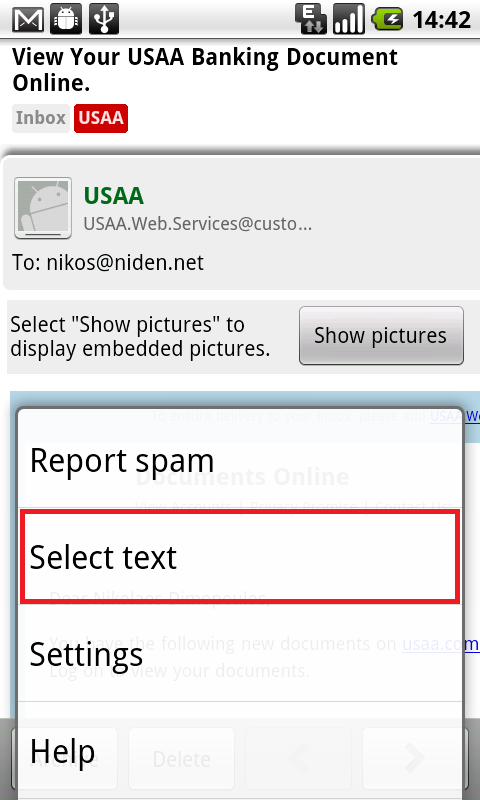 E
14:42
View Your USAA Banking Document
Online.
Inbox USAA
USAA
USAA.Web.Services@custo...
To: nikos@niden.net
Select "Show pictures" to
display embedded pictures.
Show pictures
To ensure delivery to your inbox, please add USAA.We
Report spam
Documents Online
View Accounts | Privacy Promise | Contact Us
Select text
Dear Nikolaos Dimopoulos,
You have the following new documents on usaa.com
Settings
Log on to view your documents.
Help
Delete